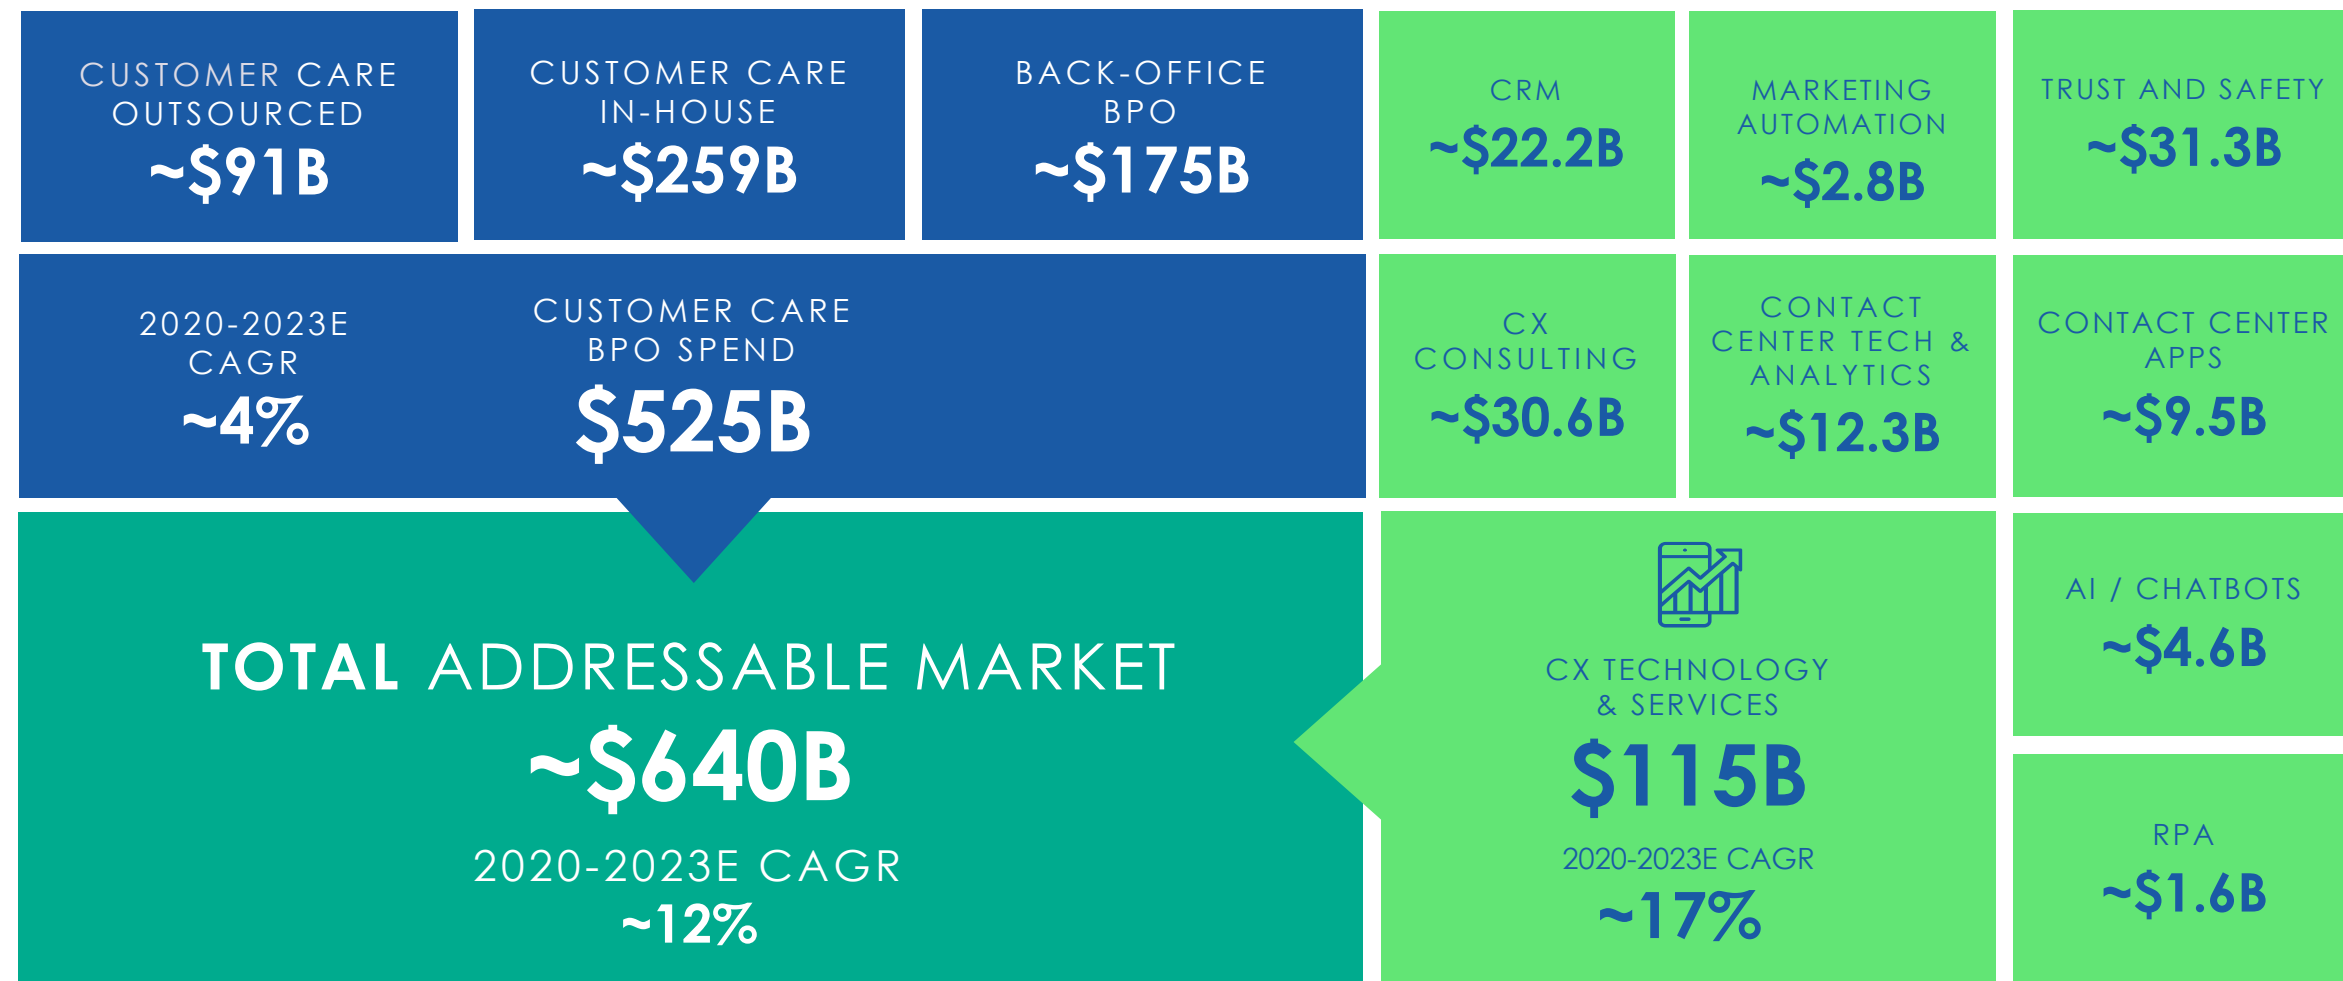 CUSTOMER CARE
OUTSOURCED
~$91B
CUSTOMER CARE
IN-HOUSE
~$259B
BACK-OFFICE
BPO
~$175B
CRM
~$22.2B
MARKETING
AUTOMATION
~$2.8B
TRUST AND SAFETY
~$31.3B
2020-2023E
CAGR
~4%
CUSTOMER CARE
BPO SPEND
$525B
CX
CONSULTING
~$30.6B
CONTACT
CENTER TECH &
ANALYTICS
~$12.3B
CONTACT CENTER
APPS
~$9.5B
TOTAL ADDRESSABLE MARKET
~$640B
2020-2023E CAGR
~12%
CX TECHNOLOGY
& SERVICES
$115B
2020-2023E CAGR
~17%
AI / CHATBOTS
~$4.6B
RPA
~$1.6B